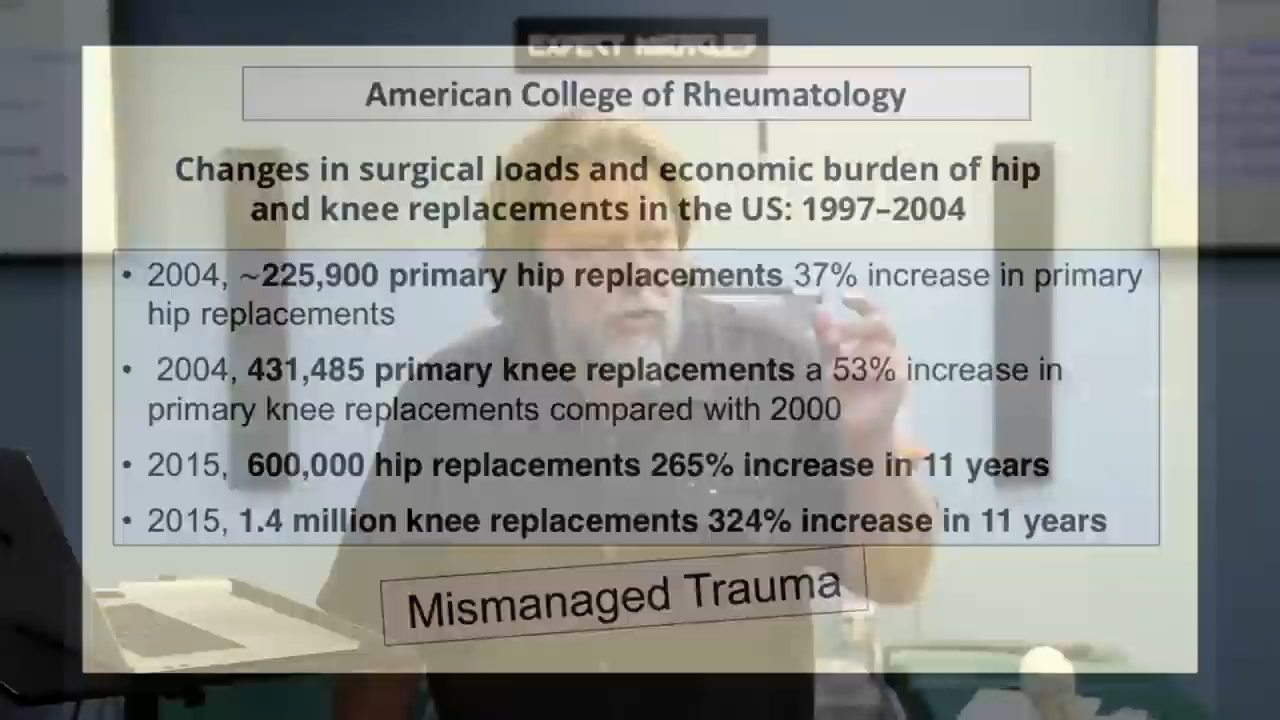 American College of Rheumatology
Changes in surgical loads and economic burden of hip
and knee replacements in the US: 1997–2004
• 2004, ~225,900 primary hip replacements 37% increase in primary
hip replacements
• 2004, 431,485 primary knee replacements a 53% increase in
primary knee replacements compared with 2000
• 2015, 600,000 hip replacements 265% increase in 11 years
• 2015, 1.4 million knee replacements 324% increase in 11 years
Mismanaged Trauma